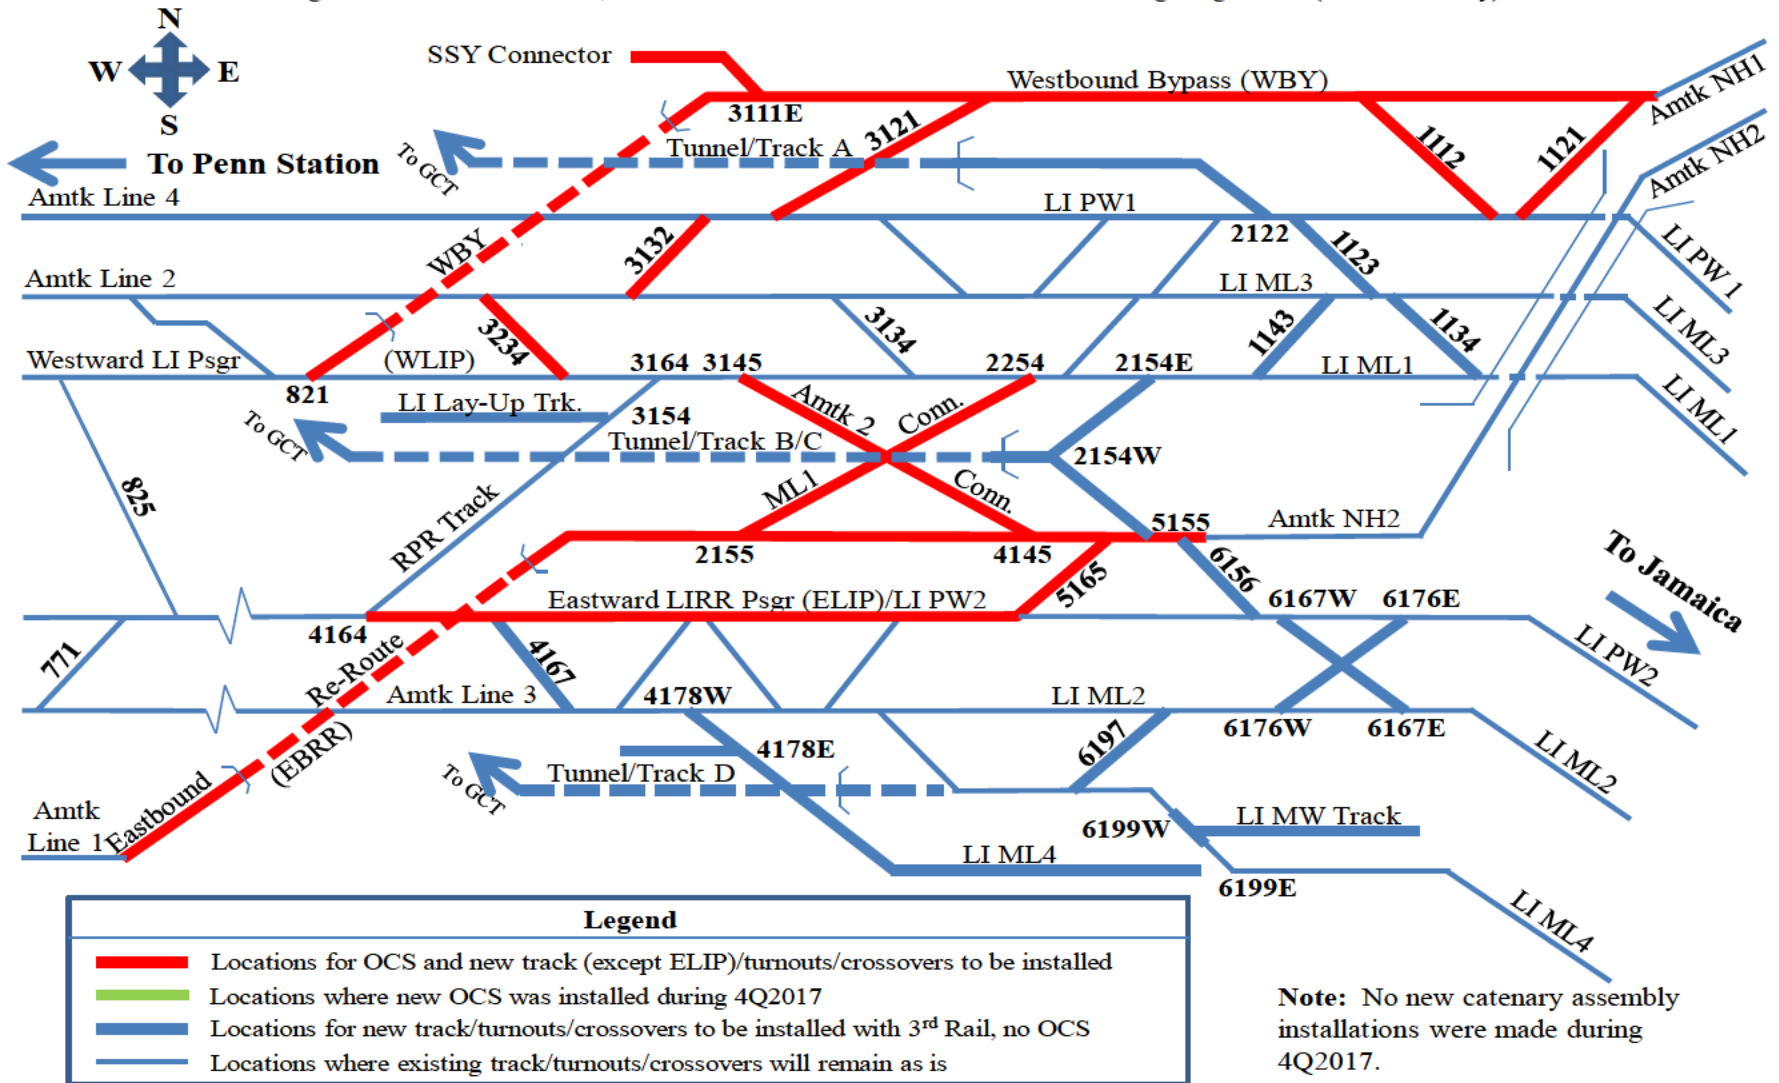 N
W E
S
SSY Connector
Westbound Bypass (WBY)
Amtk NH1
3111E
3121
Tunnel/Track A
1112
1121
Amtk NH2
To Penn Station
To GCT
Amtk Line 4
LI PW1
2122
1123
LI PW1
WBY
3132
Amtk Line 2
LI ML3
LI ML3
3234
3134
1143
1134
Westward LI Psgr
(WLIP)
3164
3145
2254
2154E
LI ML1
LI ML1
821
LI Lay-Up Trk.
3154
Amtk 2
Conn.
To GCT
Tunnel/Track B/C
2154W
825
ML1
Conn.
RPR Track
5155
Amtk NH2
2155
4145
6156
To Jamaica
5165
Eastward LIRR Psgr (ELIP)/LI PW2
6167W
6176E
4164
LI PW2
771
Re-Route
4167
Amtk Line 3
4178W
LI ML2
6176W
6167E
6197
(EBRR)
4178E
LI ML2
To GCT
Tunnel/Track D
Eastbound
Amtk
Line 1
6199W
LI MW Track
LI ML4
6199E
LI ML4
Legend
Locations for OCS and new track (except ELIP)/turnouts/crossovers to be installed
Locations where new OCS was installed during 4Q2017
Locations for new track/turnouts/crossovers to be installed with 3rd Rail, no OCS
Locations where existing track/turnouts/crossovers will remain as is
Note: No new catenary assembly
installations were made during
4Q2017.